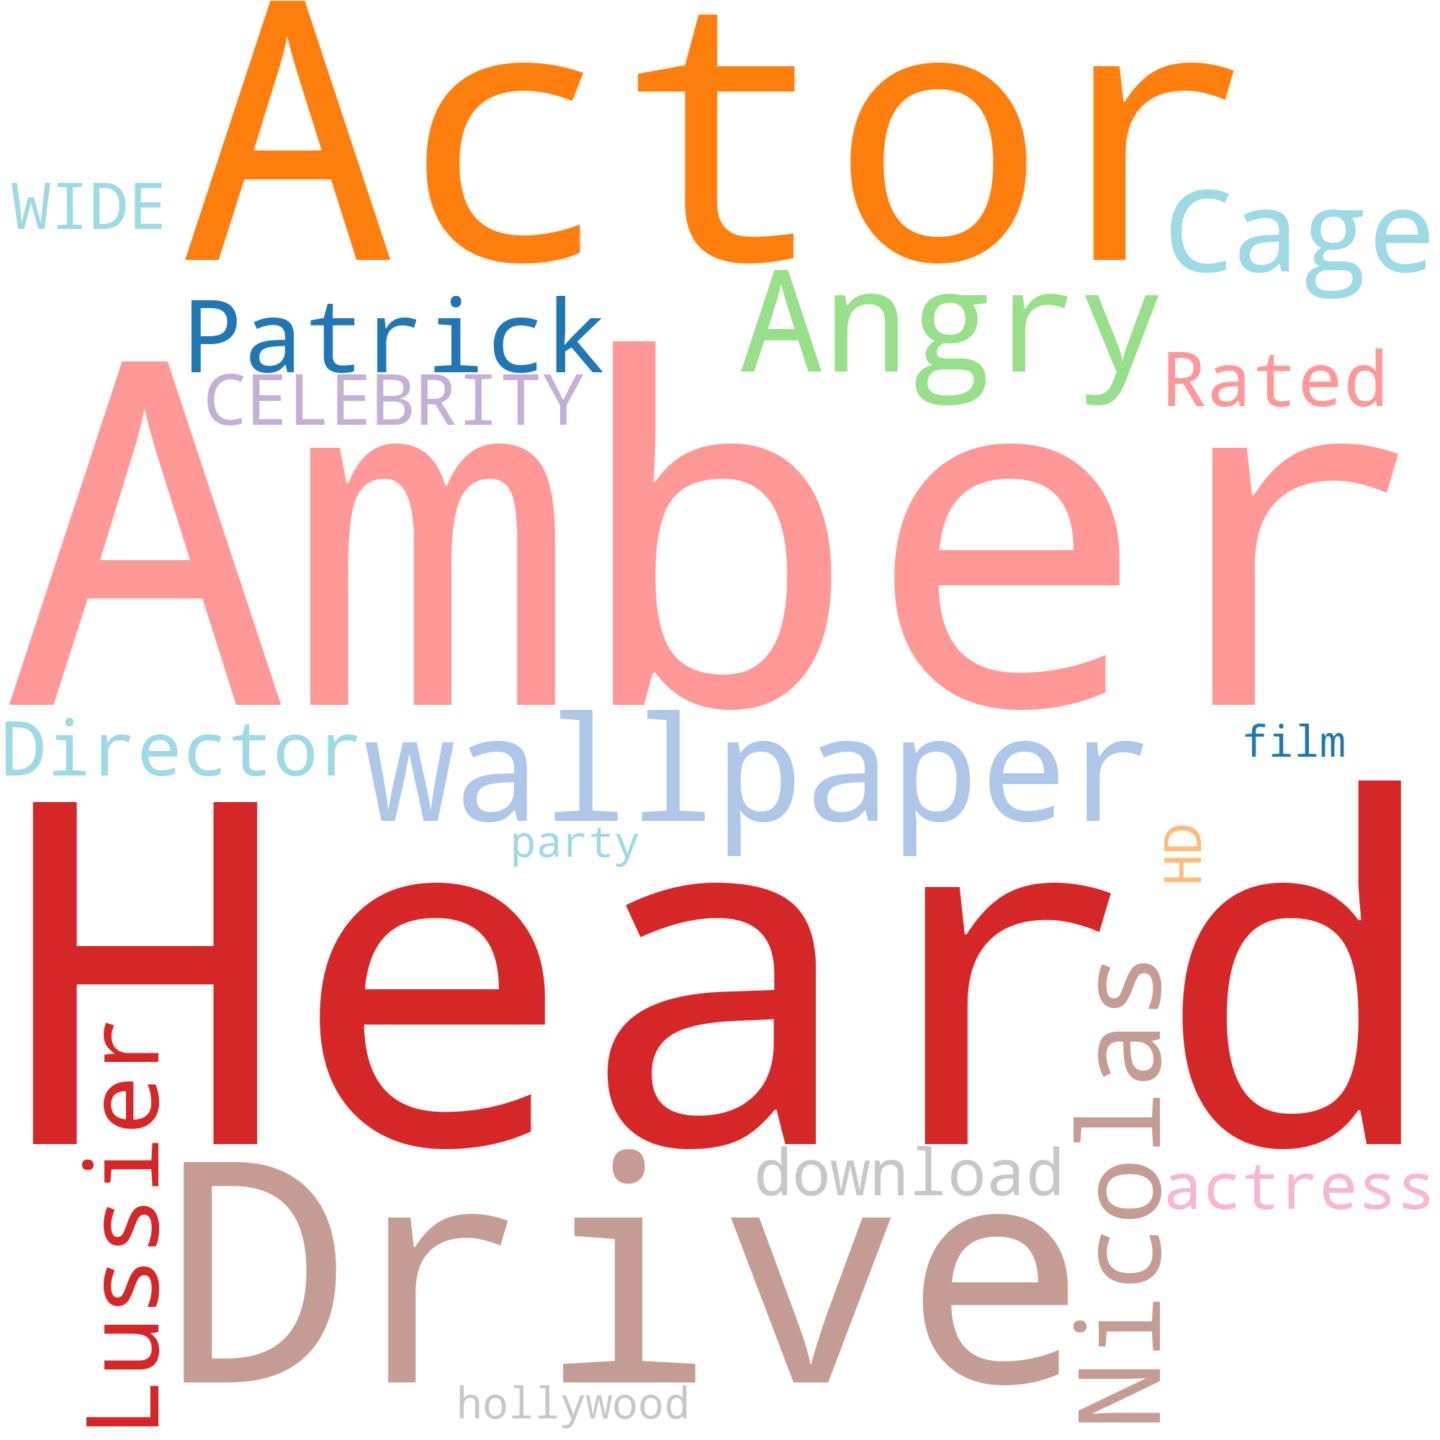 Actor
WIDE
Cage
Patrick
Angry
CELEBRITY
Rated
Amber
Director
wallpaper
film
party
HD
Heard
Lussier
Nicolas
download
actress
Drive
hollywood